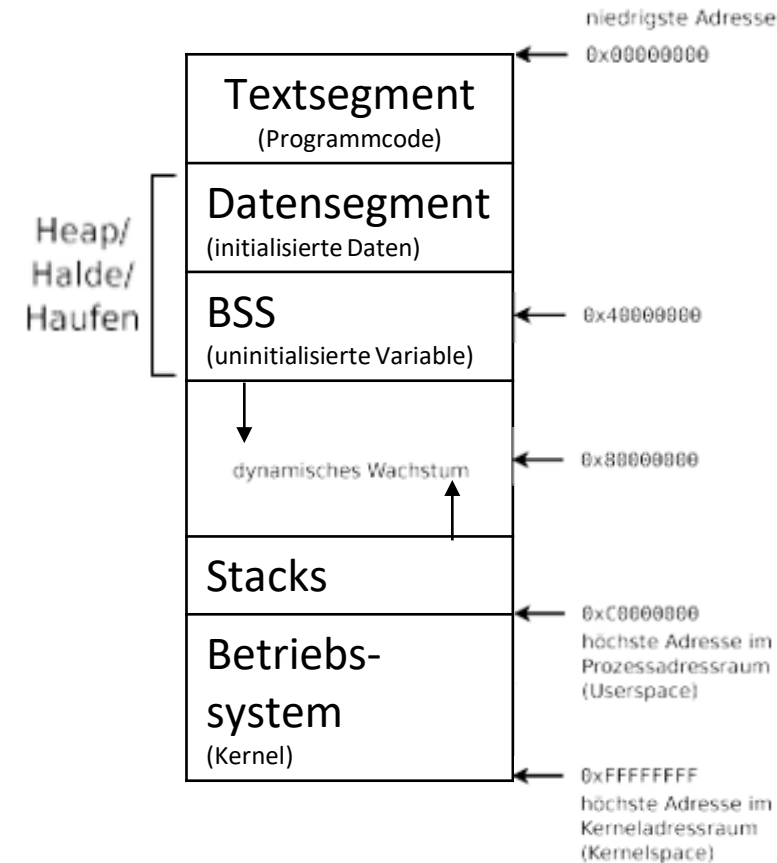 niedrigste Adresse
0x00000000
Textsegment
(Programmcode)
Datensegment
(initialisierte Daten)
Heap/
Halde/
Haufen
BSS
(uninitialisierte Variable)
0x40000000
dynamisches Wachstum
0x80000000
Stacks
0xC0000000
höchste Adresse im
Prozessadressraum
(Userspace)
Betriebs-
system
(Kernel)
0xFFFFFFFF
höchste Adresse im
Kerneladressraum
(Kernelspace)